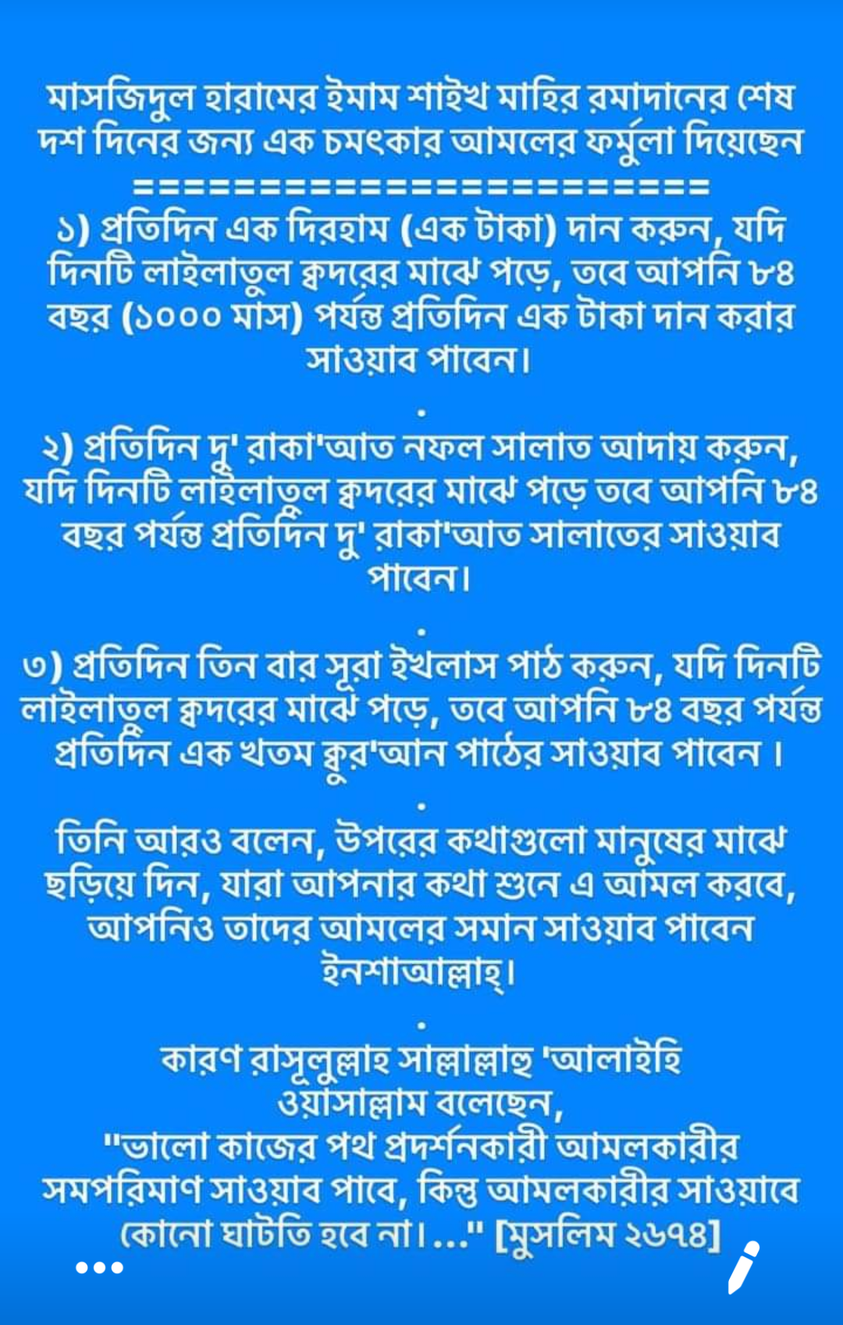 মাসজিদুল হারামের ইমাম শাইখ মাহির রমাদানের শেষ
দশ দিনের জন্য এক চমৎকার আমলের ফর্মুলা দিয়েছেন
=======================
১) প্রতিদিন এক দিরহাম (এক টাকা) দান করুন, যদি
দিনটি লাইলাতুল ক্বদরের মাঝে পড়ে, তবে আপনি ৮৪
বছর (১০০০ মাস) পর্যন্ত প্রতিদিন এক টাকা দান করার
সাওয়াব পাবেন।
.
২) প্রতিদিন দু' রাকা'আত নফল সালাত আদায় করুন,
যদি দিনটি লাইলাতুল ক্বদরের মাঝে পড়ে তবে আপনি ৮৪
বছর পর্যন্ত প্রতিদিন দু' রাকা'আত সালাতের সাওয়াব
পাবেন।
.
৩) প্রতিদিন তিন বার সূরা ইখলাস পাঠ করুন, যদি দিনটি
লাইলাতুল ক্বদরের মাঝে পড়ে, তবে আপনি ৮৪ বছর পর্যন্ত
প্রতিদিন এক খতম ক্বুর'আন পাঠের সাওয়াব পাবেন ।
.
তিনি আরও বলেন, উপরের কথাগুলো মানুষের মাঝে
ছড়িয়ে দিন, যারা আপনার কথা শুনে এ আমল করবে,
আপনিও তাদের আমলের সমান সাওয়াব পাবেন
ইনশাআল্লাহ্।
.
কারণ রাসূলুল্লাহ সাল্লাল্লাহু 'আলাইহি
ওয়াসাল্লাম বলেছেন,
"ভালো কাজের পথ প্রদর্শনকারী আমলকারীর
সমপরিমাণ সাওয়াব পাবে, কিন্তু আমলকারীর সাওয়াবে
কোনো ঘাটতি হবে না।..." [মুসলিম ২৬৭৪]